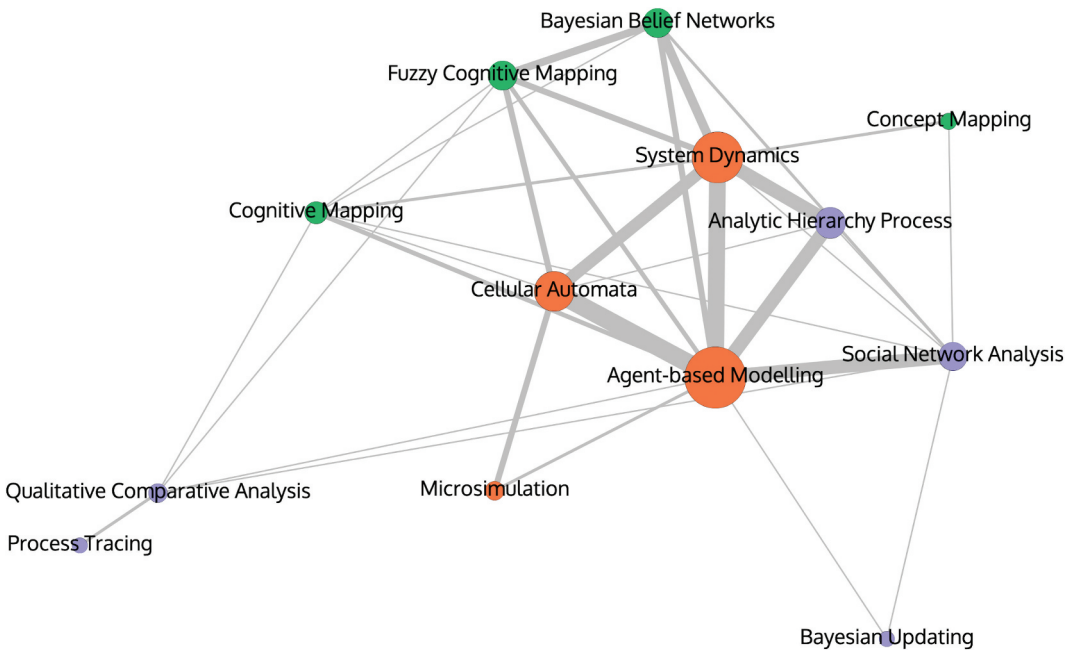 Bayesian Belief Networks
Fuzzy Cognitive Mapping
Concept Mapping
System Dynamics
Cognitive Mapping
Analytic Hierarchy Process
Cellular Automata
Social Network Analysis
Agent-based Modelling
Qualitative Comparative Analysis
Microsimulation
Process Tracing
Bayesian Updating